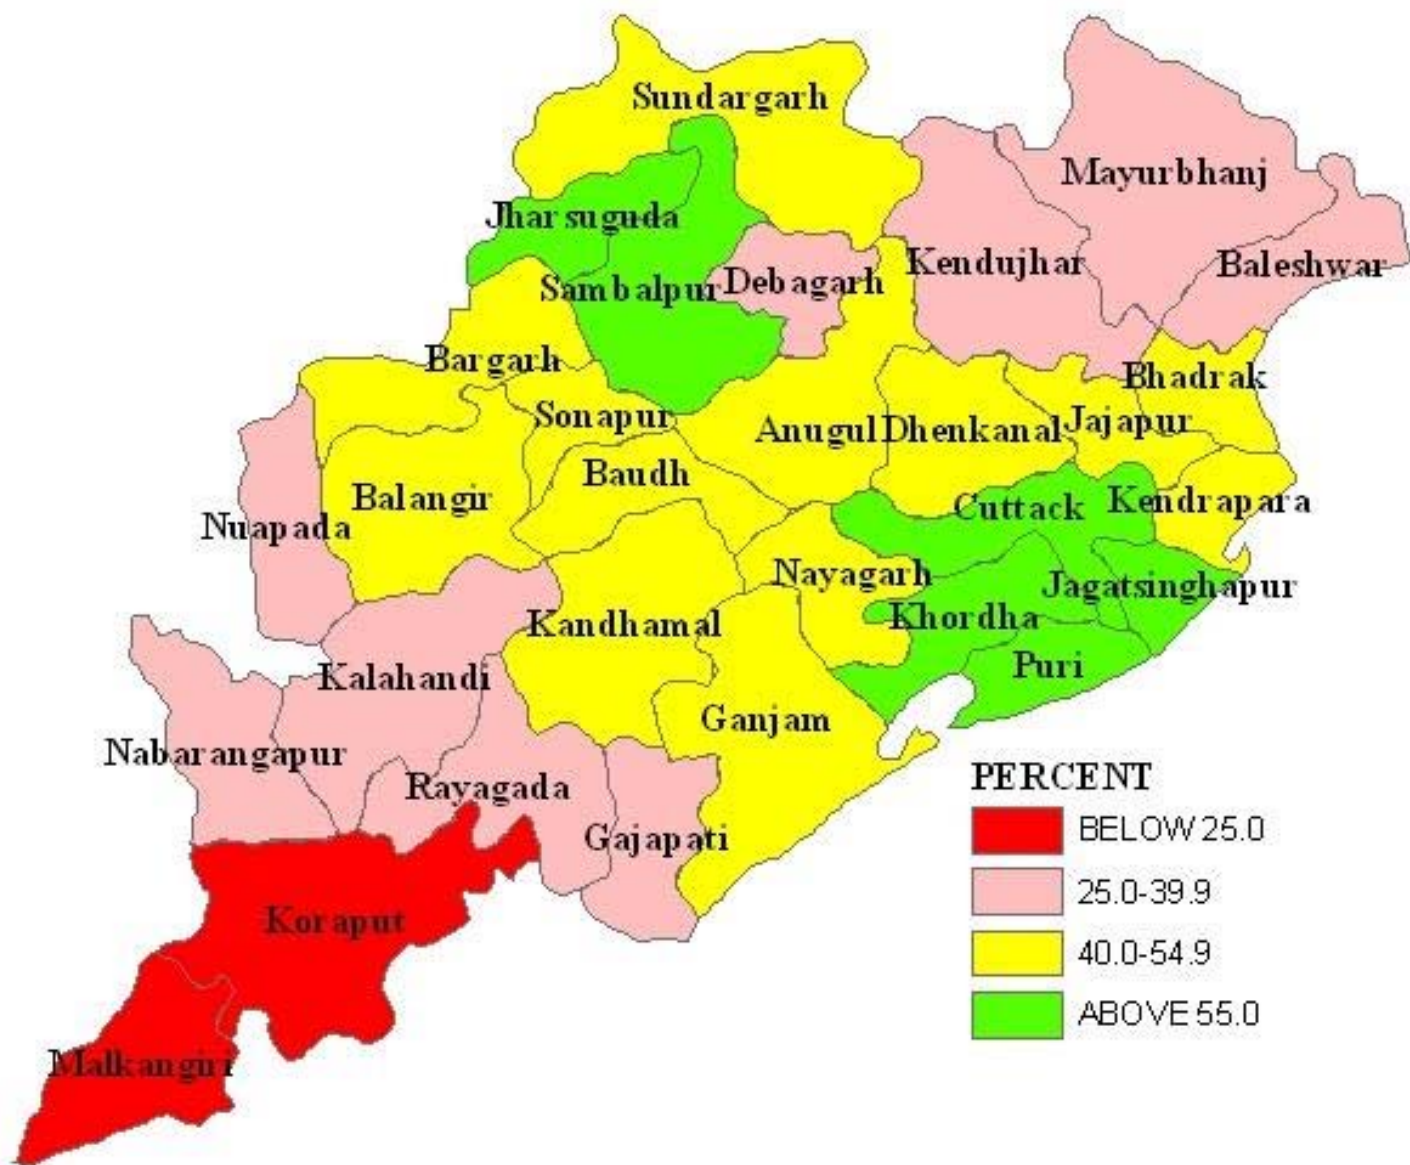 Sundargarh
Mayurbhanj
Jharsuguda
Kendujhar
Baleshwar
Debagarh
Sambalpur
Bargarh
Bhadrak
Sonapur
Anugul
Dhenkanal
Jajapur
Baudh
Balangir
Cuttack
Kendrapara
Nuapada
Nayagarh
Jagatsinghapur
Kandhamal
Khordha
Puri
Kalahandi
Ganjam
Nabarangapur
Rayagada
Gajapati
Koraput
Malkangiri
PERCENT
BELOW 25.0
25.0-39.9
40.0-54.9
ABOVE 55.0